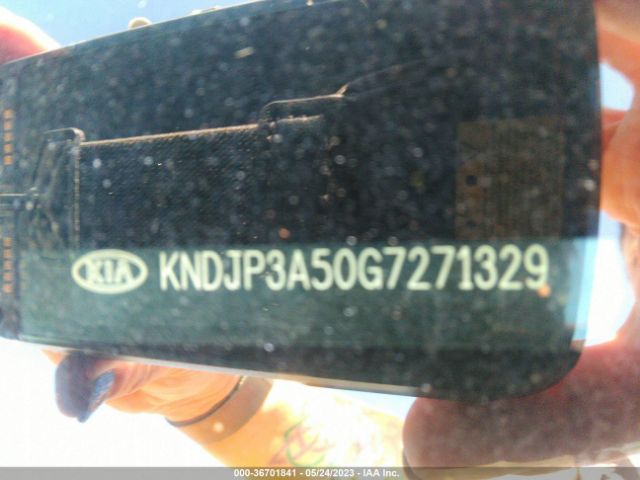 KIA KNDJP3A50G7271329
000-36701841 - 05/24/2023 - IAA Inc.